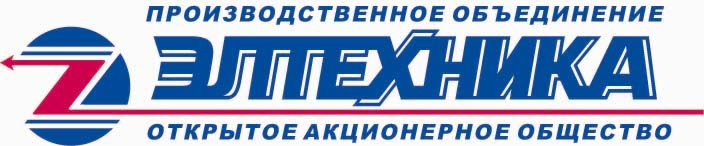 ПРОИЗВОДСТВЕННОЕ ОБЪЕДИНЕНИЕ
ЭЛТЕХНИКА
ОТКРЫТОЕ АКЦИОНЕРНОЕ ОБЩЕСТВО